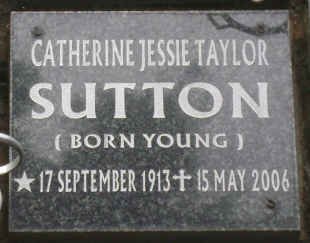 CATHERINE JESSIE TAYLOR
SUTTON
( BORN YOUNG )
★ 17 SEPTEMBER 1913 ✝ 15 MAY 2006